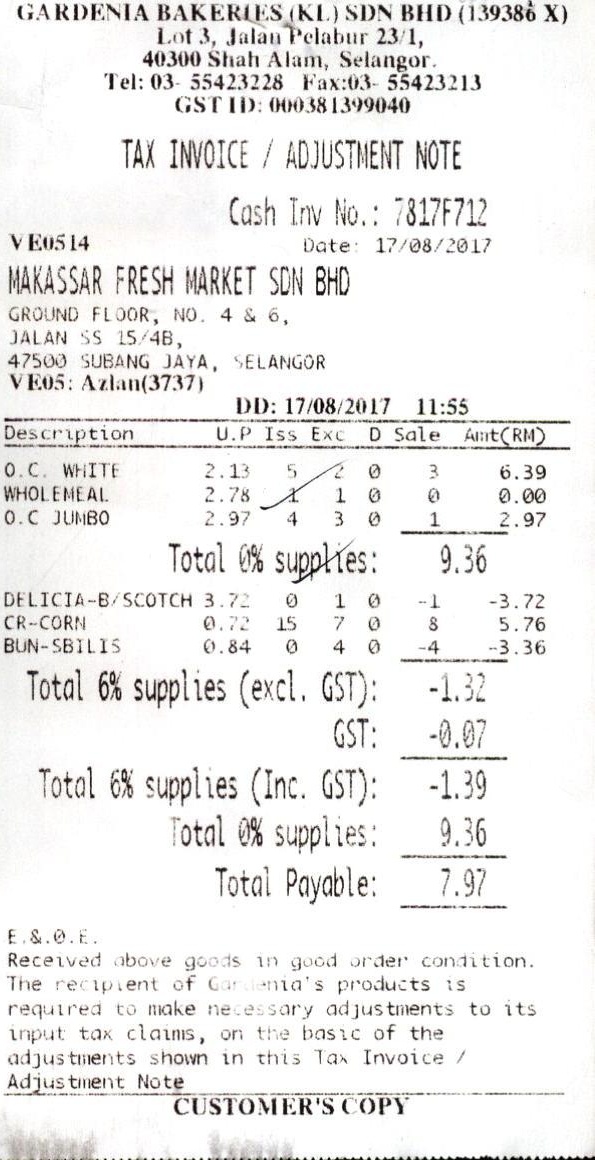 GARDENIA BAKERIES (KL) SDN BHD (139386 X)
Lot 3, Jalan Pelabur 23/1,
40300 Shah Alam, Selangor.
Tel: 03- 55423228 Fax:03- 55423213
GST ID: 000381399040
TAX INVOICE / ADJUSTMENT NOTE
Cash Inv No.: 7817F712
VE0514 Date: 17/08/2017
MAKASSAR FRESH MARKET SDN BHD
GROUND FLOOR, NO. 4 & 6,
JALAN SS 15/4B,
47500 SUBANG JAYA, SELANGOR
VE05: Azlan(3737)
DD: 17/08/2017 11:55
Description U.P Iss Exc D Sale Amt(RM)
O.C. WHITE 2.13 5 2 0 3 6.39
WHOLEMEAL 2.78 1 1 0 0 0.00
O.C JUMBO 2.97 4 3 0 1 2.97
Total 0% supplies: 9.36
DELICIA-B/SCOTCH 3.72 0 1 0 -1 -3.72
CR-CORN 0.72 15 7 0 8 5.76
BUN-SBILIS 0.84 0 4 0 -4 -3.36
Total 6% supplies (excl. GST): -1.32
GST: -0.07
Total 6% supplies (Inc. GST): -1.39
Total 0% supplies: 9.36
Total Payable: 7.97
E.&.O.E.
Received above goods in good order condition.
The recipient of Gardenia's products is
required to make necessary adjustments to its
input tax claims, on the basic of the
adjustments shown in this Tax Invoice /
Adjustment Note
CUSTOMER'S COPY